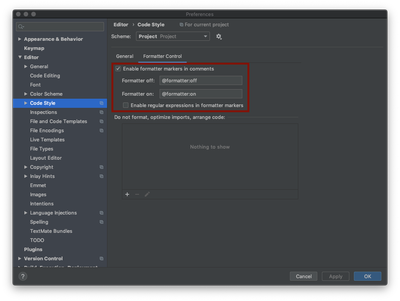 Preferences
Editor › Code Style
For current project
Scheme: Project Project
Appearance & Behavior
Keymap
Editor
General
Code Editing
Font
Color Scheme
Code Style
Inspections
File and Code Templates
File Encodings
Live Templates
File Types
Layout Editor
Copyright
Inlay Hints
Emmet
Images
Intentions
Language Injections
Spelling
TextMate Bundles
TODO
Plugins
Version Control
General
Formatter Control
Enable formatter markers in comments
Formatter off: @formatter:off
Formatter on: @formatter:on
Enable regular expressions in formatter markers
Do not format, optimize imports, arrange code:
Nothing to show
?
Cancel
Apply
OK